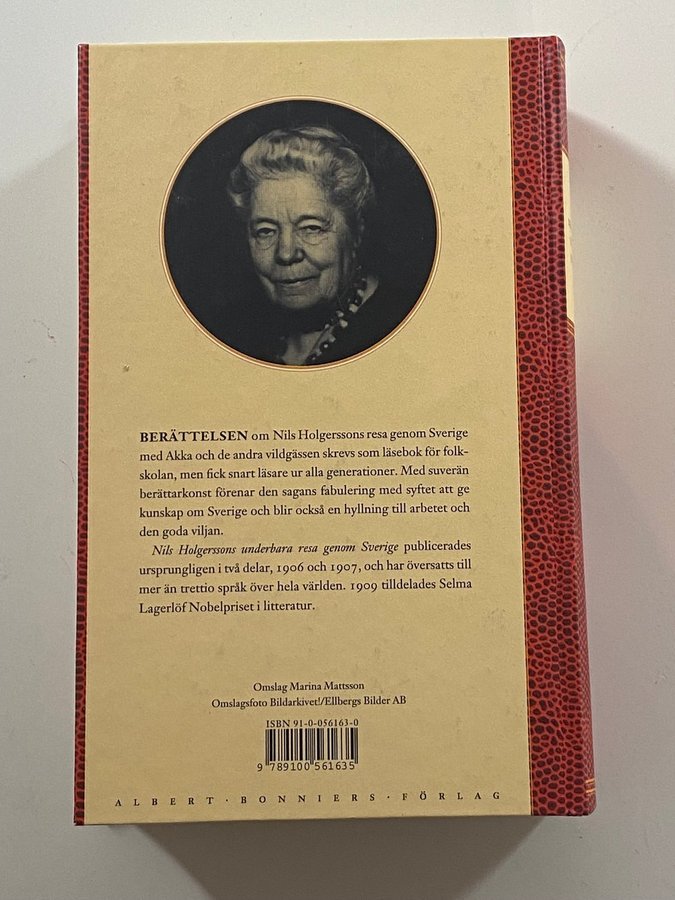 BERÄTTELSEN om Nils Holgerssons resa genom Sverige
med Akka och de andra vildgässen skrevs som läsebok för folk-
skolan, men fick snart läsare ur alla generationer. Med suverän
berättarkonst förenar den sagans fabulering med syftet att ge
kunskap om Sverige och blir också en hyllning till arbetet och
den goda viljan.
Nils Holgerssons underbara resa genom Sverige publicerades
ursprungligen i två delar, 1906 och 1907, och har översatts till
mer än trettio språk över hela världen. 1909 tilldelades Selma
Lagerlöf Nobelpriset i litteratur.
Omslag Marina Mattsson
Omslagsfoto Bildarkivet!/Ellbergs Bilder AB
ISBN 91-0-056163-0
9 789100 561635
ALBERT · BONNIERS · FÖRLAG